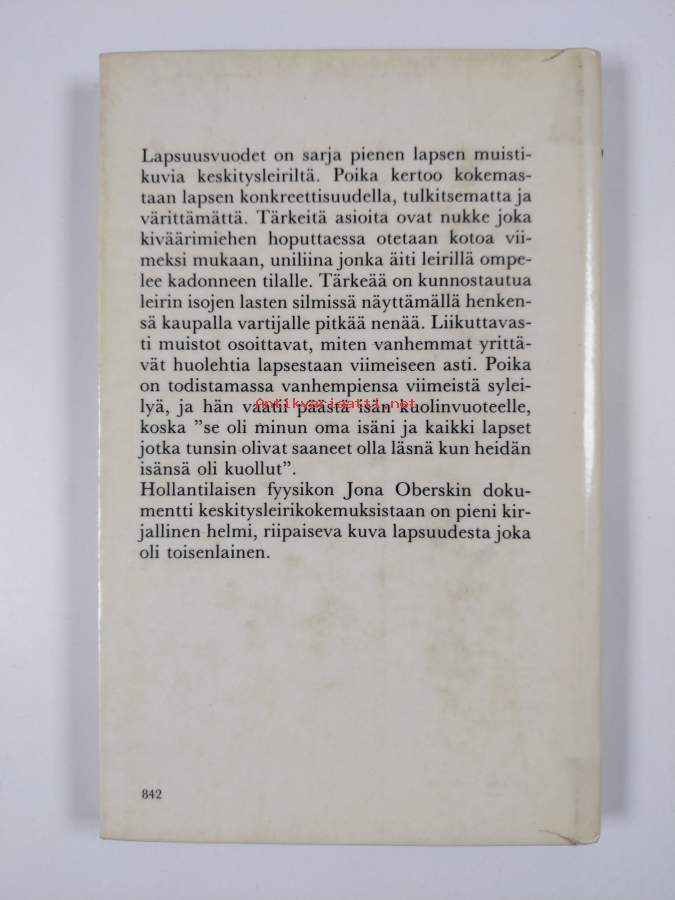 Lapsuusvuodet on sarja pienen lapsen muisti-
kuvia keskitysleiriltä. Poika kertoo kokemas-
taan lapsen konkreettisuudella, tulkitsematta ja
värittämättä. Tärkeitä asioita ovat nukke joka
kiväärimiehen hoputtaessa otetaan kotoa vii-
meksi mukaan, uniliina jonka äiti leirillä ompe-
lee kadonneen tilalle. Tärkeää on kunnostautua
leirin isojen lasten silmissä näyttämällä henken-
sä kaupalla vartijalle pitkää nenää. Liikuttavas-
ti muistot osoittavat, miten vanhemmat yrittä-
vät huolehtia lapsestaan viimeiseen asti. Poika
on todistamassa vanhempiensa viimeistä sylei-
lyä, ja hän vaatii päästä isän kuolinvuoteelle,
Antikvariaatti.net
koska ”se oli minun oma isäni ja kaikki lapset
jotka tunsin olivat saaneet olla läsnä kun heidän
isänsä oli kuollut”.
Hollantilaisen fyysikon Jona Oberskin doku-
mentti keskitysleirikokemuksistaan on pieni kir-
jallinen helmi, riipaiseva kuva lapsuudesta joka
oli toisenlainen.
842